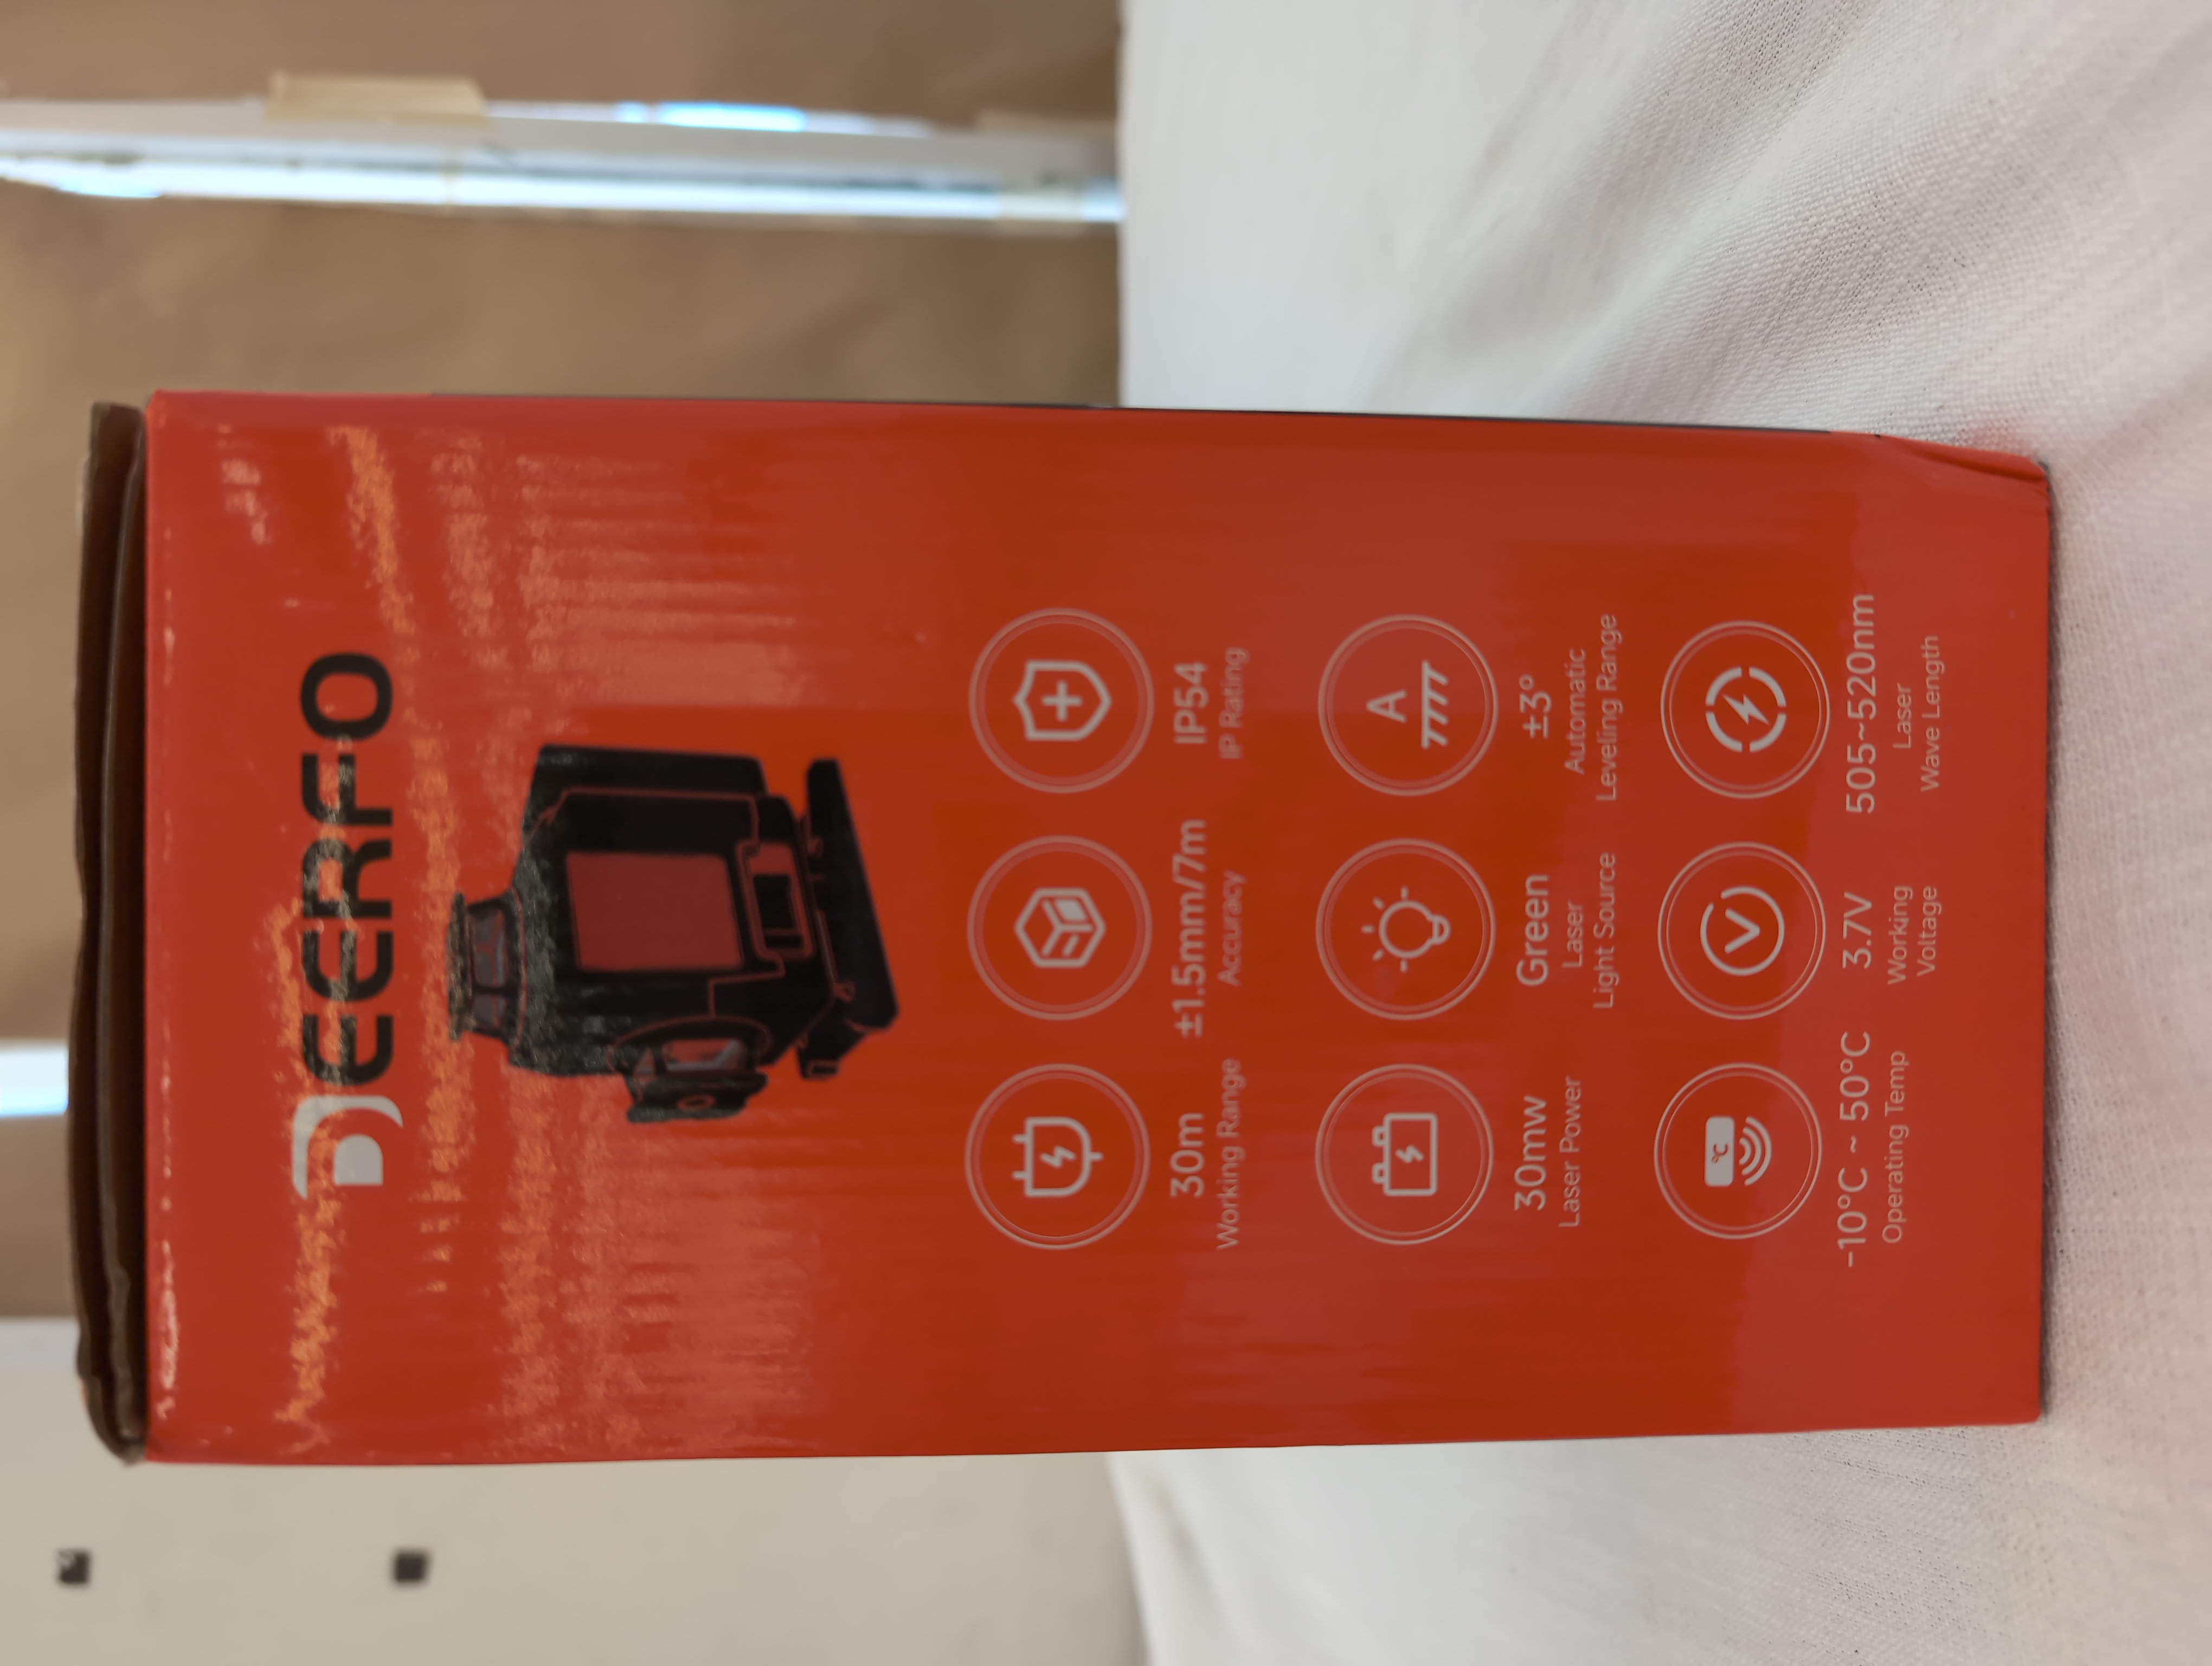 DEERFO
30m
Working Range
±1.5mm/7m
Accuracy
IP54
IP Rating
30mw
Laser Power
Green
Laser
Light Source
A
±3°
Automatic
Leveling Range
°C
-10°C ~ 50°C
Operating Temp
V
3.7V
Working
Voltage
505~520nm
Laser
Wave Length